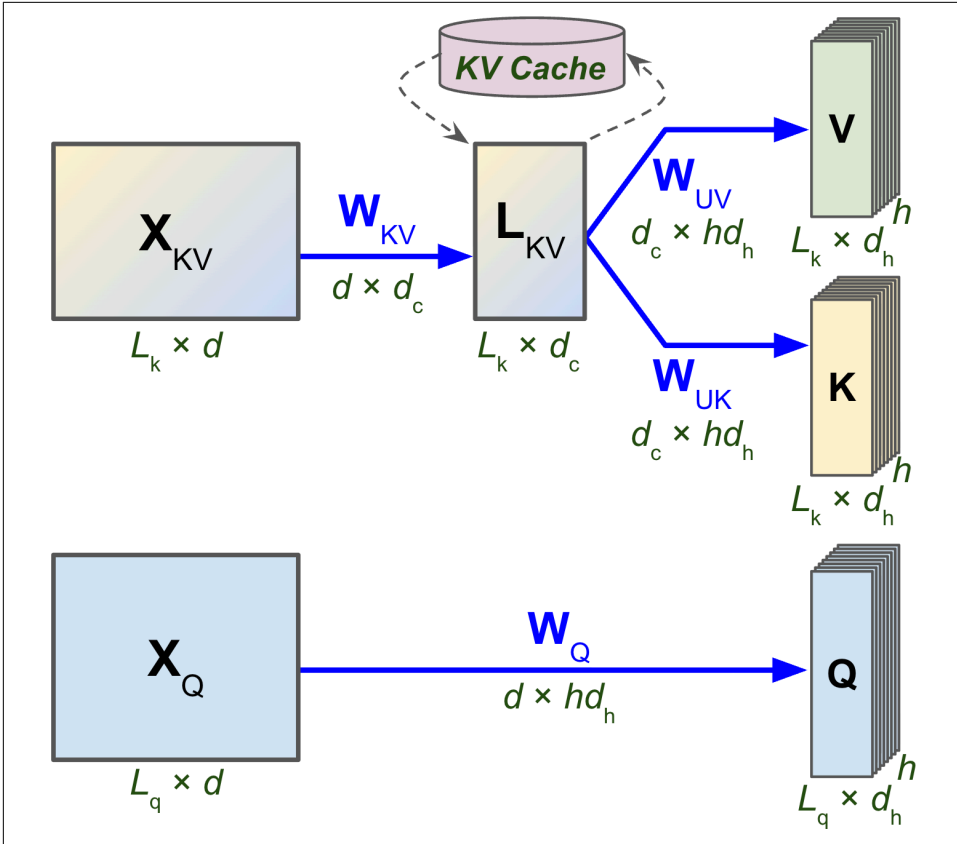 KV Cache
X_KV
L_k × d
W_KV
d × d_c
L_KV
L_k × d_c
W_UV
d_c × hd_h
V
h
L_k × d_h
W_UK
d_c × hd_h
K
h
L_k × d_h
X_Q
L_q × d
W_Q
d × hd_h
Q
h
L_q × d_h